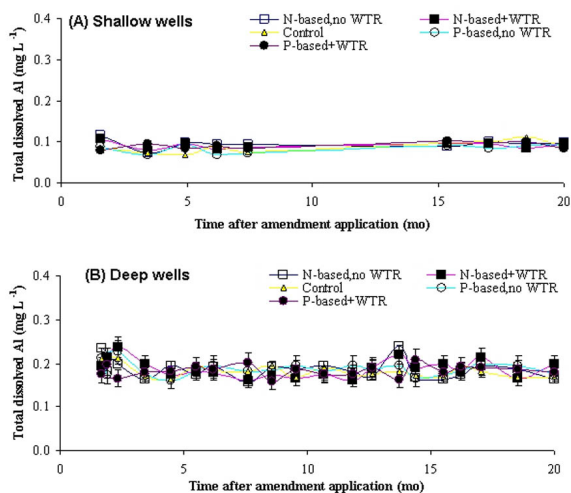 (A) Shallow wells
N-based,no WTR
N-based+WTR
Control
P-based,no WTR
P-based+WTR
Total dissolved Al (mg L⁻¹)
0.4
0.3
0.2
0.1
0.0
0 5 10 15 20
Time after amendment application (mo)
(B) Deep wells
N-based,no WTR
N-based+WTR
Control
P-based,no WTR
P-based+WTR
Total dissolved Al (mg L⁻¹)
0.4
0.3
0.2
0.1
0.0
0 5 10 15 20
Time after amendment application (mo)